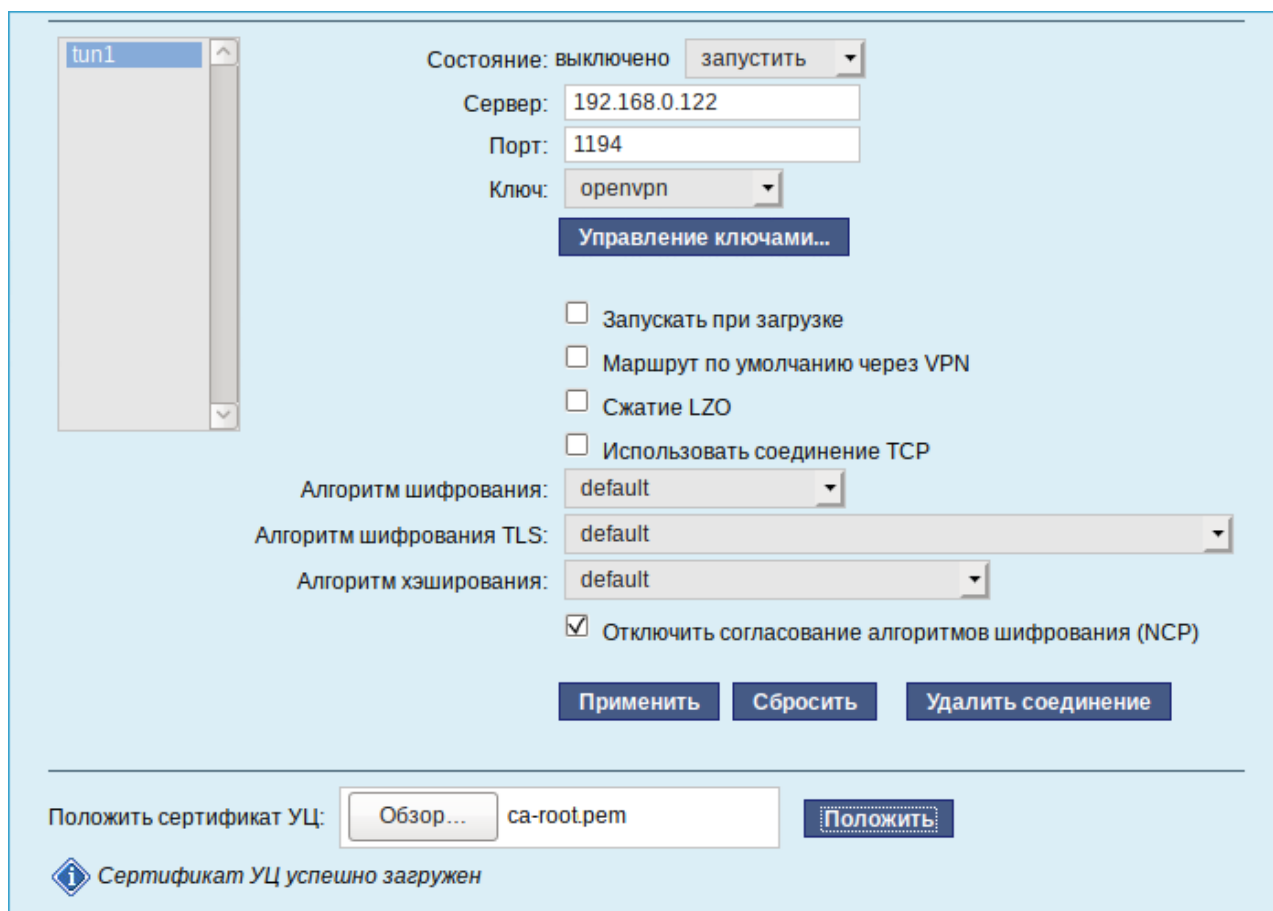 tun1
Состояние: выключено запустить
Сервер: 192.168.0.122
Порт: 1194
Ключ: openvpn
Управление ключами...
Запускать при загрузке
Маршрут по умолчанию через VPN
Сжатие LZO
Использовать соединение TCP
Алгоритм шифрования: default
Алгоритм шифрования TLS: default
Алгоритм хэширования: default
Отключить согласование алгоритмов шифрования (NCP)
Применить Сбросить Удалить соединение
Положить сертификат УЦ: Обзор... ca-root.pem Положить
Сертификат УЦ успешно загружен